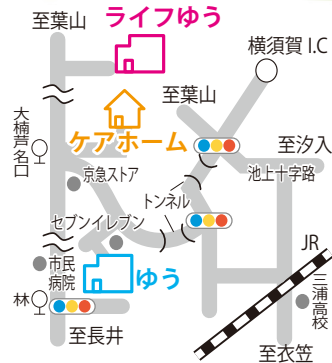 至葉山
ライフゆう
横須賀 I.C
至葉山
大楠芦名口
ケアホーム
至汐入
京急ストア
池上十字路
トンネル
セブンイレブン
JR
市民
病院
ゆう
三浦高校
林
至長井
至衣笠